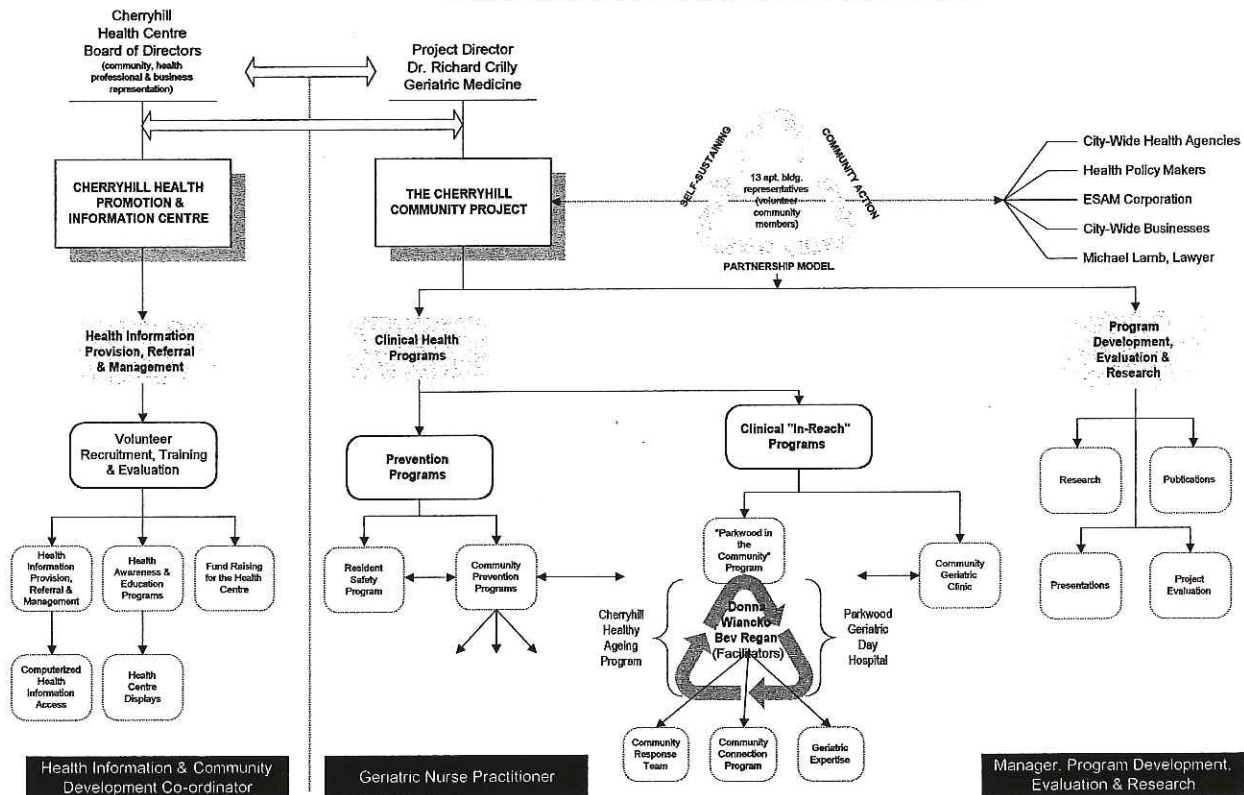 Cherryhill
Health Centre
Board of Directors
(community, health
professional & business
representation)
Project Director
Dr. Richard Crilly
Geriatric Medicine
CHERRYHILL HEALTH
PROMOTION
& INFORMATION CENTRE
THE CHERRYHILL
COMMUNITY PROJECT
SELF-SUSTAINING
COMMUNITY ACTION
13 apt. bldg.
representatives
(volunteer
community
members)
PARTNERSHIP MODEL
City-Wide Health Agencies
Health Policy Makers
ESAM Corporation
City-Wide Businesses
Michael Lamb, Lawyer
Health Information
Provision, Referral
& Management
Clinical Health
Programs
Program
Development,
Evaluation &
Research
Volunteer
Recruitment, Training
& Evaluation
Prevention
Programs
Clinical "In-Reach"
Programs
Research
Publications
Presentations
Project
Evaluation
Health
Information
Provision,
Referral &
Management
Health
Awareness &
Education
Programs
Fund Raising
for the Health
Centre
Computerized
Health
Information
Access
Health
Centre
Displays
Resident
Safety
Program
Community
Prevention
Programs
"Parkwood in
the
Community"
Program
Community
Geriatric
Clinic
Cherryhill
Healthy
Ageing
Program
Donna
Wiancko
Bev Regan
(Facilitators)
Parkwood
Geriatric
Day
Hospital
Community
Response
Team
Community
Connection
Program
Geriatric
Expertise
Health Information & Community
Development Co-ordinator
Geriatric Nurse Practitioner
Manager, Program Development,
Evaluation & Research